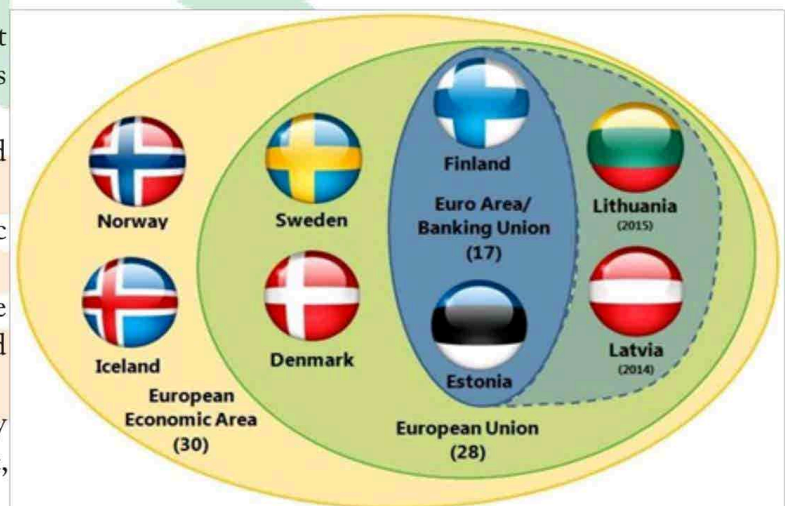 t
s
d
c
e
d
y
,
Finland
Norway
Sweden
Euro Area/
Banking Union
(17)
Lithuania
(2015)
Iceland
Denmark
Estonia
Latvia
(2014)
European
Economic Area
(30)
European Union
(28)